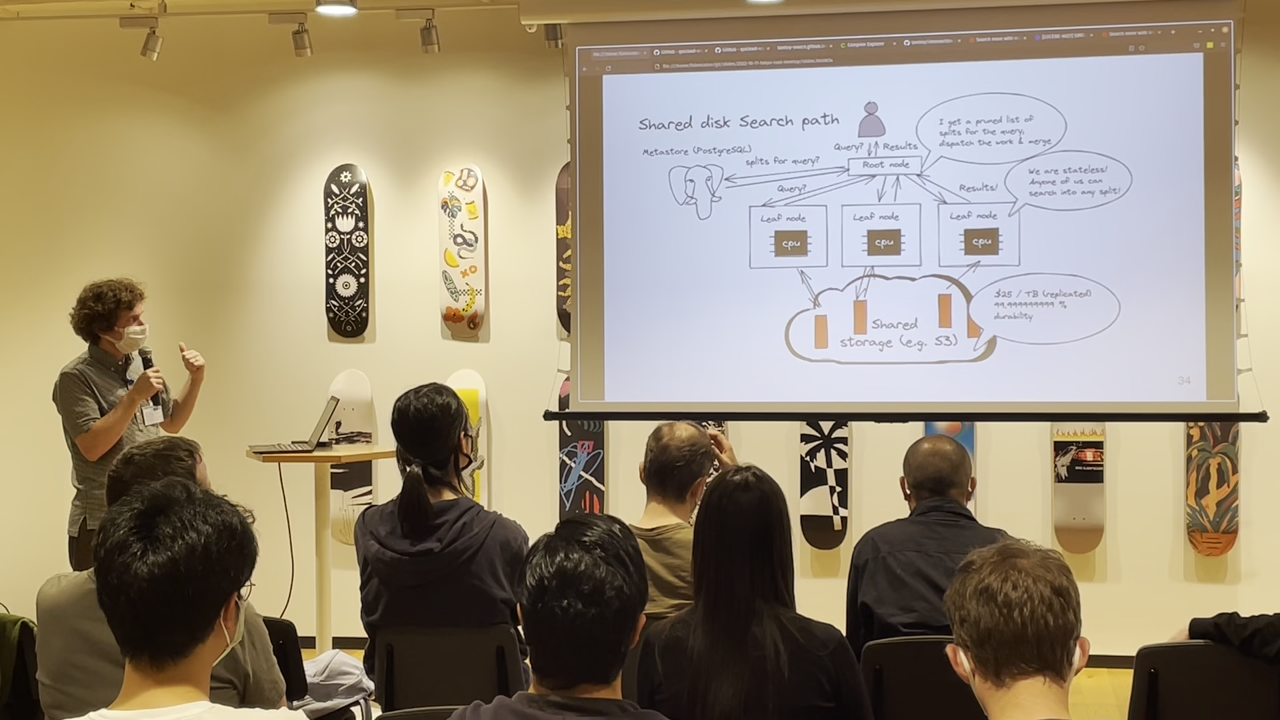 Shared disk Search path
Metastore (PostgreSQL)
splits for query?
Query?
Results
Root node
I get a pruned list of
splits for the query,
dispatch the work & merge
We are stateless!
Anyone of us can
search into any split!
Query?
Results!
Leaf node
cpu
Leaf node
cpu
Leaf node
cpu
Shared
storage (e.g. S3)
$25 / TB (replicated)
99.999999999 %
durability
34
XO